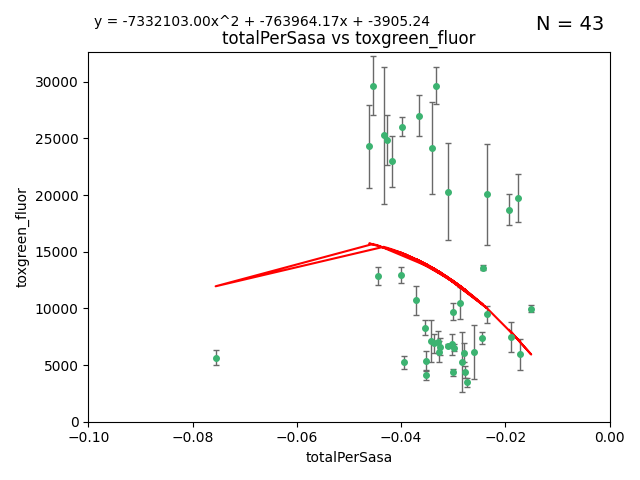 y = -7332103.00x^2 + -763964.17x + -3905.24
N = 43
totalPerSasa vs toxgreen_fluor
toxgreen_fluor
30000
25000
20000
15000
10000
5000
0
−0.10
−0.08
−0.06
−0.04
−0.02
0.00
totalPerSasa